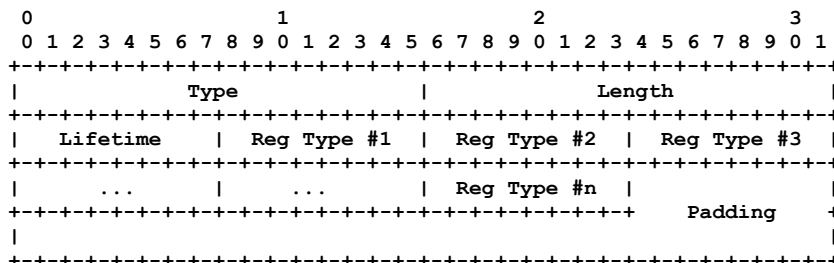 0                   1                   2                   3
 0 1 2 3 4 5 6 7 8 9 0 1 2 3 4 5 6 7 8 9 0 1 2 3 4 5 6 7 8 9 0 1
+-+-+-+-+-+-+-+-+-+-+-+-+-+-+-+-+-+-+-+-+-+-+-+-+-+-+-+-+-+-+-+-+
|             Type              |             Length            |
+-+-+-+-+-+-+-+-+-+-+-+-+-+-+-+-+-+-+-+-+-+-+-+-+-+-+-+-+-+-+-+-+
|   Lifetime    |  Reg Type #1  |  Reg Type #2  |  Reg Type #3  |
+-+-+-+-+-+-+-+-+-+-+-+-+-+-+-+-+-+-+-+-+-+-+-+-+-+-+-+-+-+-+-+-+
|      ...      |     ...       |  Reg Type #n  |               |
+-+-+-+-+-+-+-+-+-+-+-+-+-+-+-+-+-+-+-+-+-+-+-+-+    Padding    +
|                                                               |
+-+-+-+-+-+-+-+-+-+-+-+-+-+-+-+-+-+-+-+-+-+-+-+-+-+-+-+-+-+-+-+-+